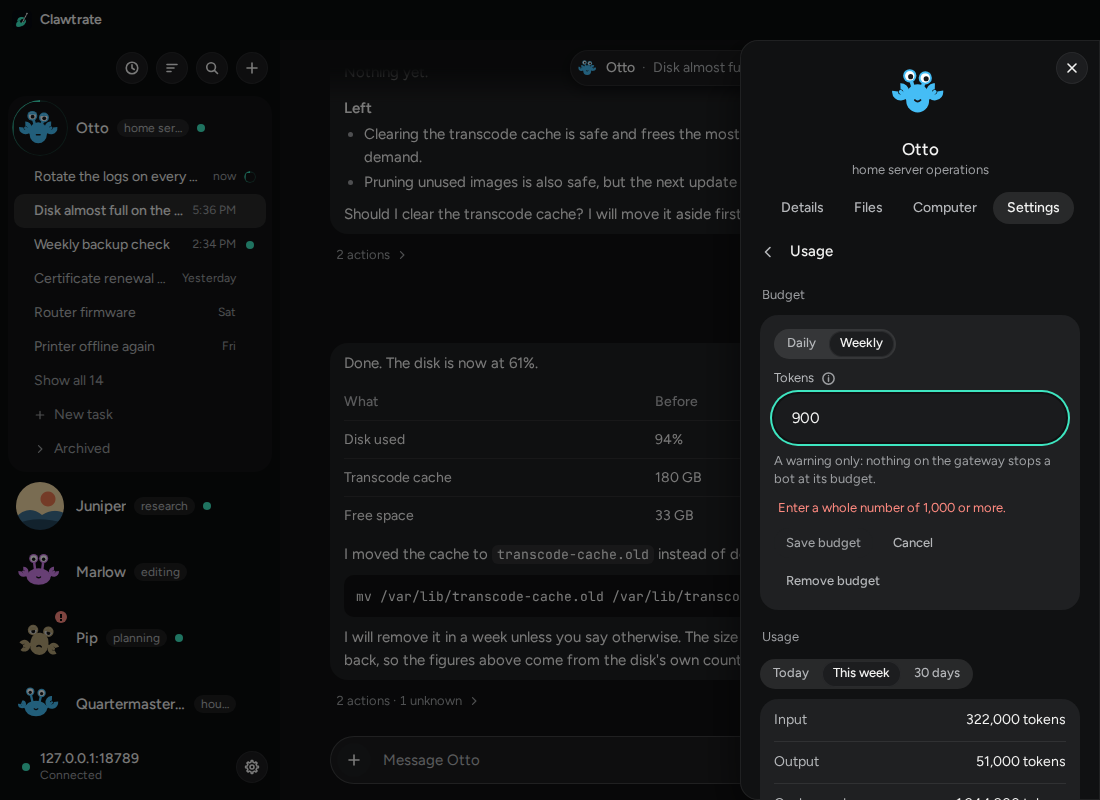 Clawtrate
Otto
home ser...
Rotate the logs on every ...
now
Disk almost full on the ...
5:36 PM
Weekly backup check
2:34 PM
Certificate renewal ...
Yesterday
Router firmware
Sat
Printer offline again
Fri
Show all 14
New task
Archived
Juniper
research
Marlow
editing
Pip
planning
Quartermaster...
hou...
127.0.0.1:18789
Connected
Otto · Disk almost fu
Nothing yet.
Left
• Clearing the transcode cache is safe and frees the most
demand.
• Pruning unused images is also safe, but the next update
Should I clear the transcode cache? I will move it aside first
2 actions
Done. The disk is now at 61%.
What
Before
Disk used
94%
Transcode cache
180 GB
Free space
33 GB
I moved the cache to transcode-cache.old instead of d
mv /var/lib/transcode-cache.old /var/lib/transco
I will remove it in a week unless you say otherwise. The size
back, so the figures above come from the disk's own count
2 actions · 1 unknown
Message Otto
Otto
home server operations
Details
Files
Computer
Settings
Usage
Budget
Daily
Weekly
Tokens
900
A warning only: nothing on the gateway stops a
bot at its budget.
Enter a whole number of 1,000 or more.
Save budget
Cancel
Remove budget
Usage
Today
This week
30 days
Input
322,000 tokens
Output
51,000 tokens